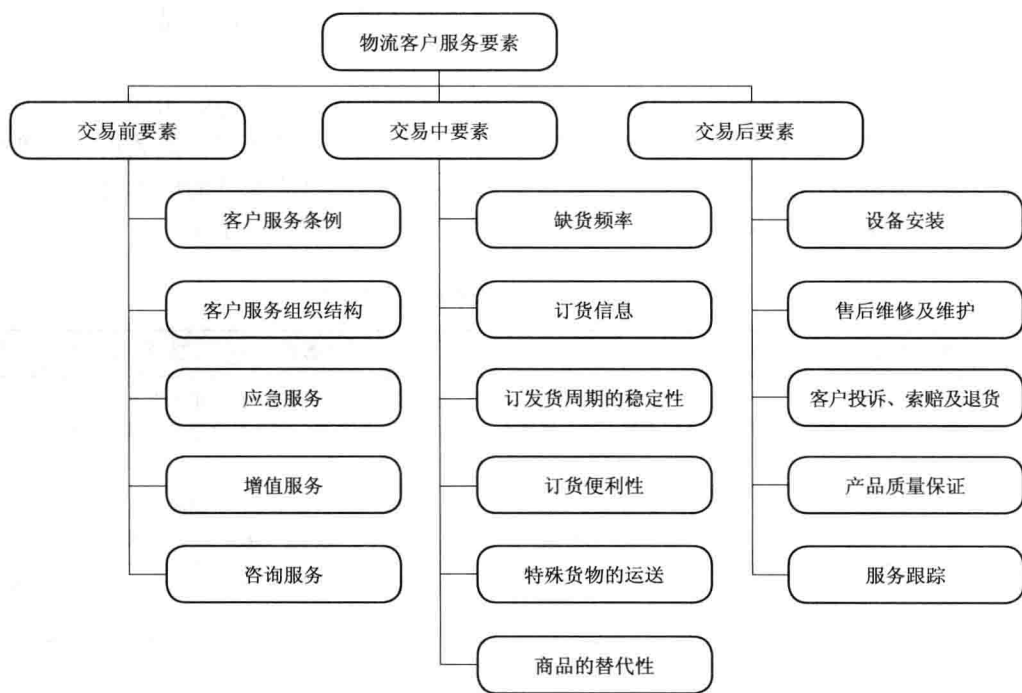 物流客户服务要素
交易前要素
交易中要素
交易后要素
客户服务条例
缺货频率
设备安装
客户服务组织结构
订货信息
售后维修及维护
应急服务
订发货周期的稳定性
客户投诉、索赔及退货
增值服务
订货便利性
产品质量保证
咨询服务
特殊货物的运送
服务跟踪
商品的替代性